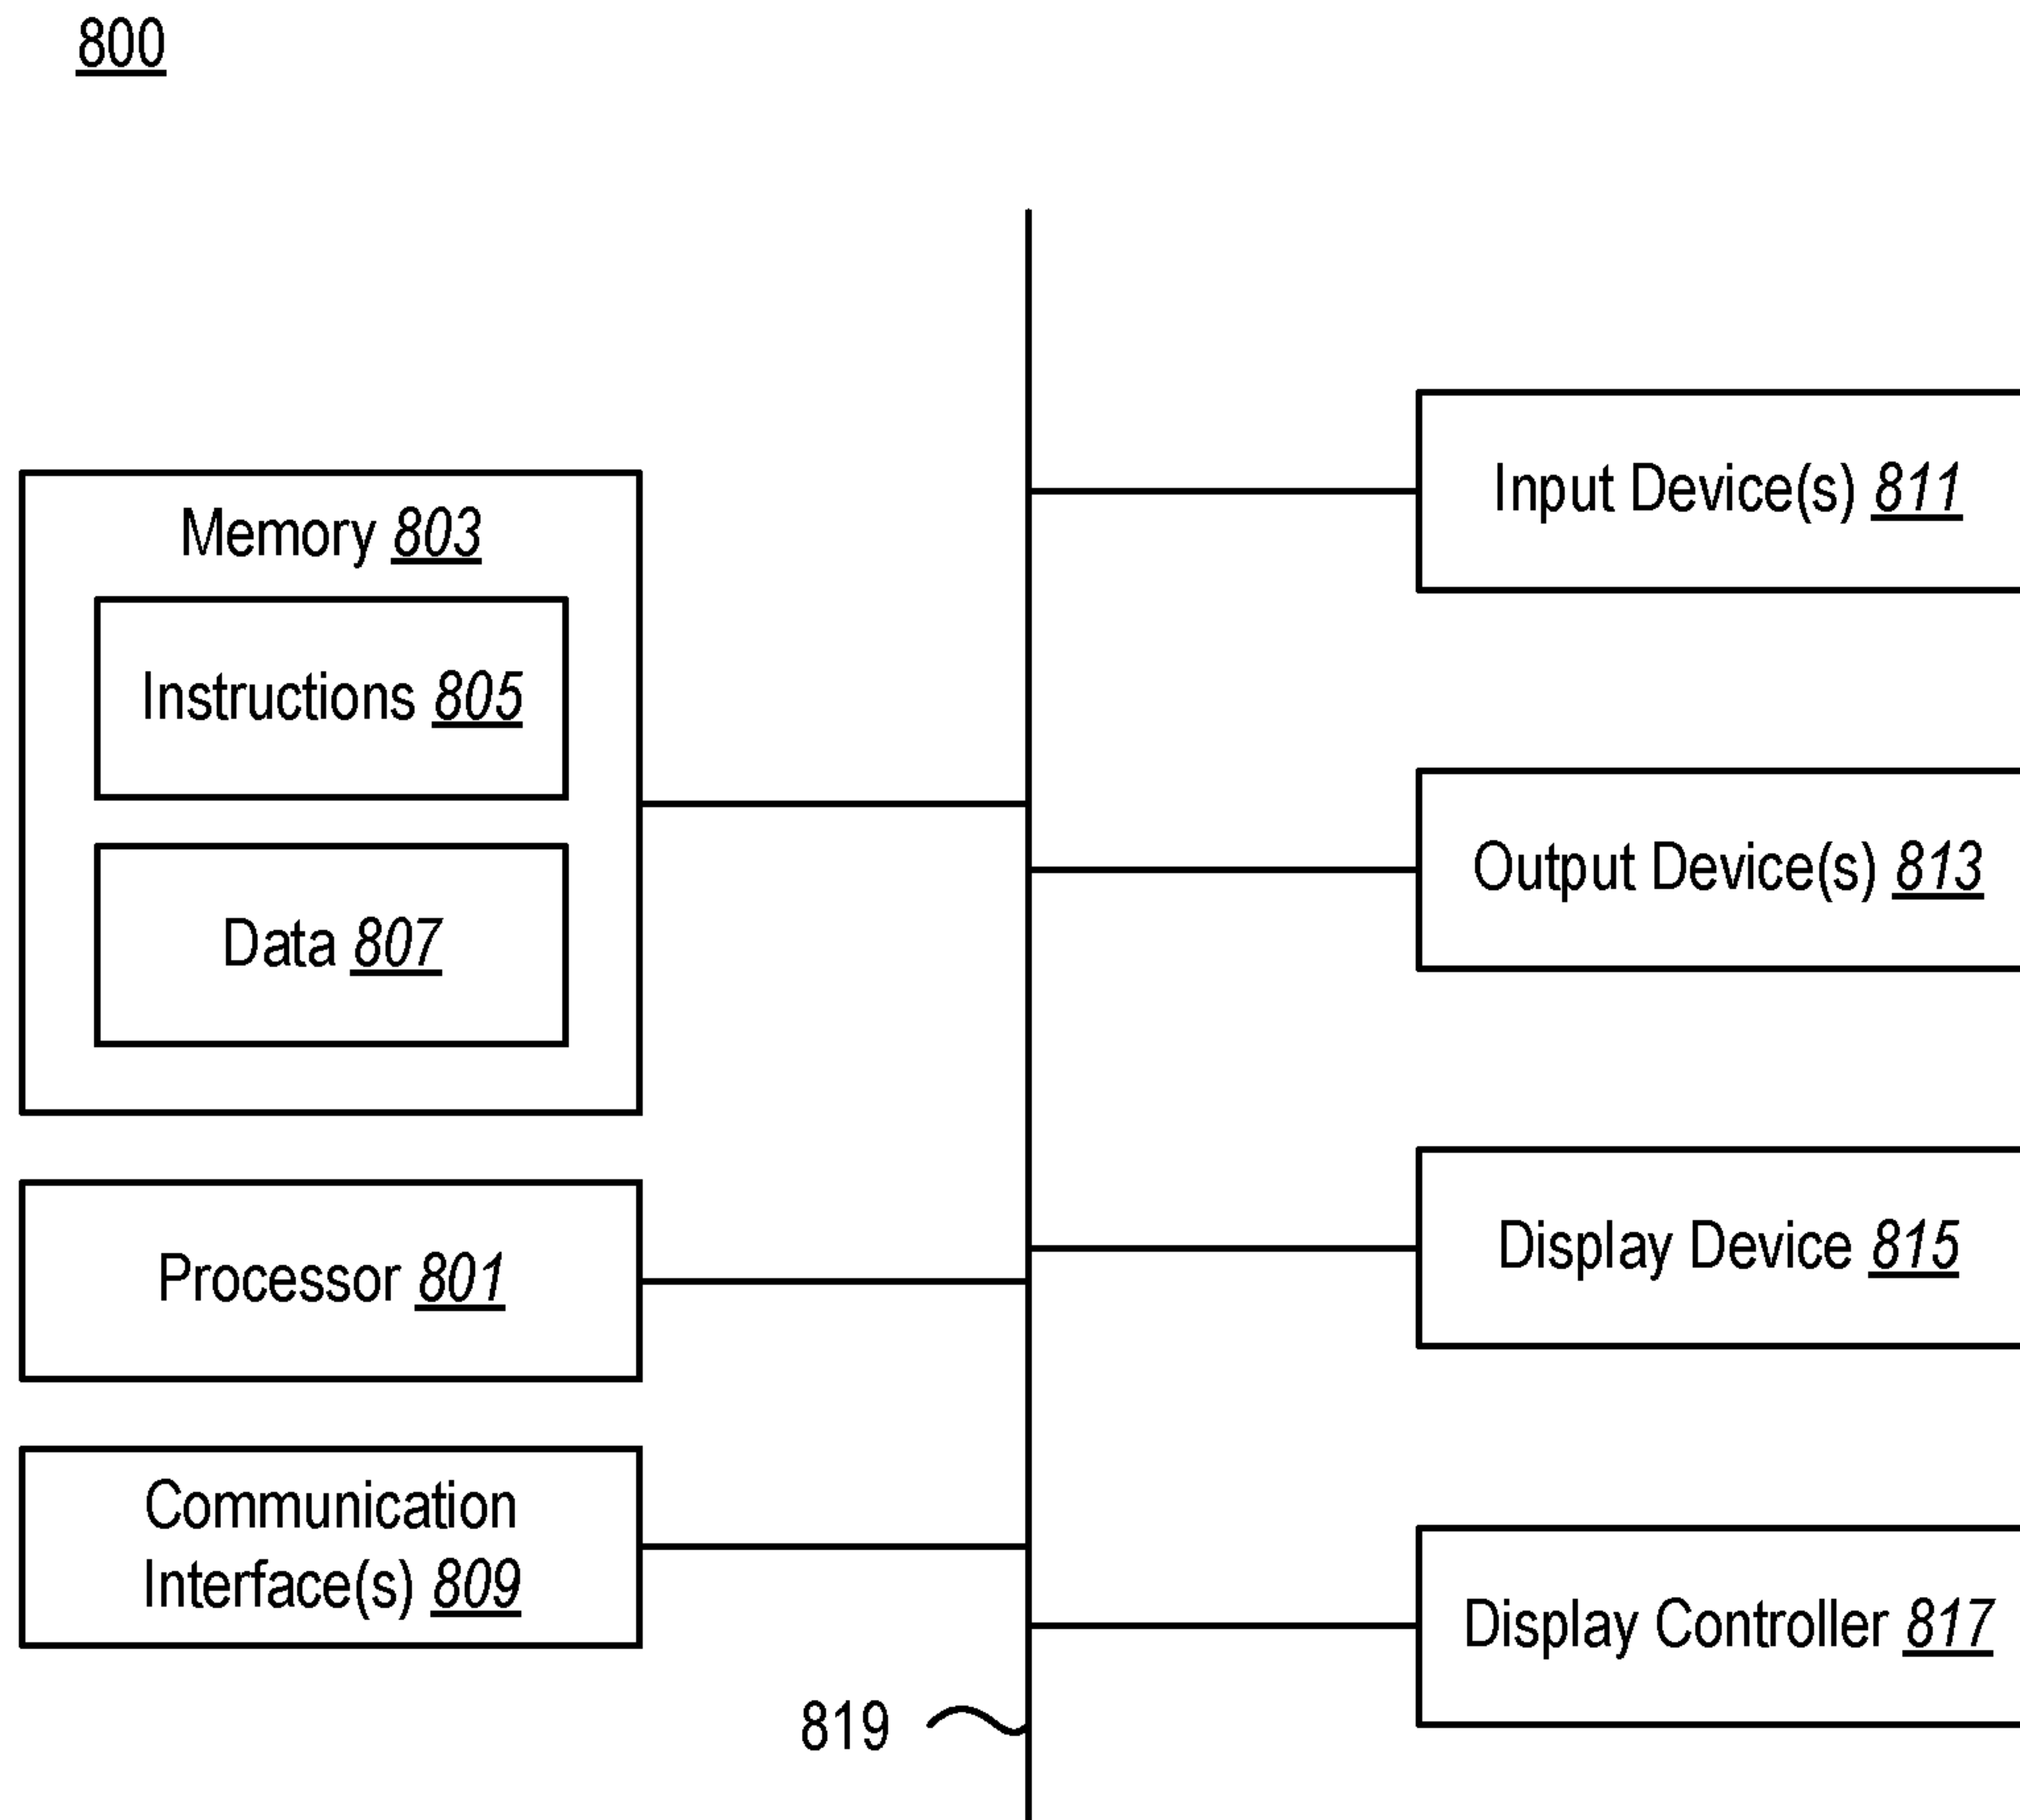 800
Memory 803
Instructions 805
Data 807
Processor 801
Communication
Interface(s) 809
Input Device(s) 811
Output Device(s) 813
Display Device 815
Display Controller 817
819